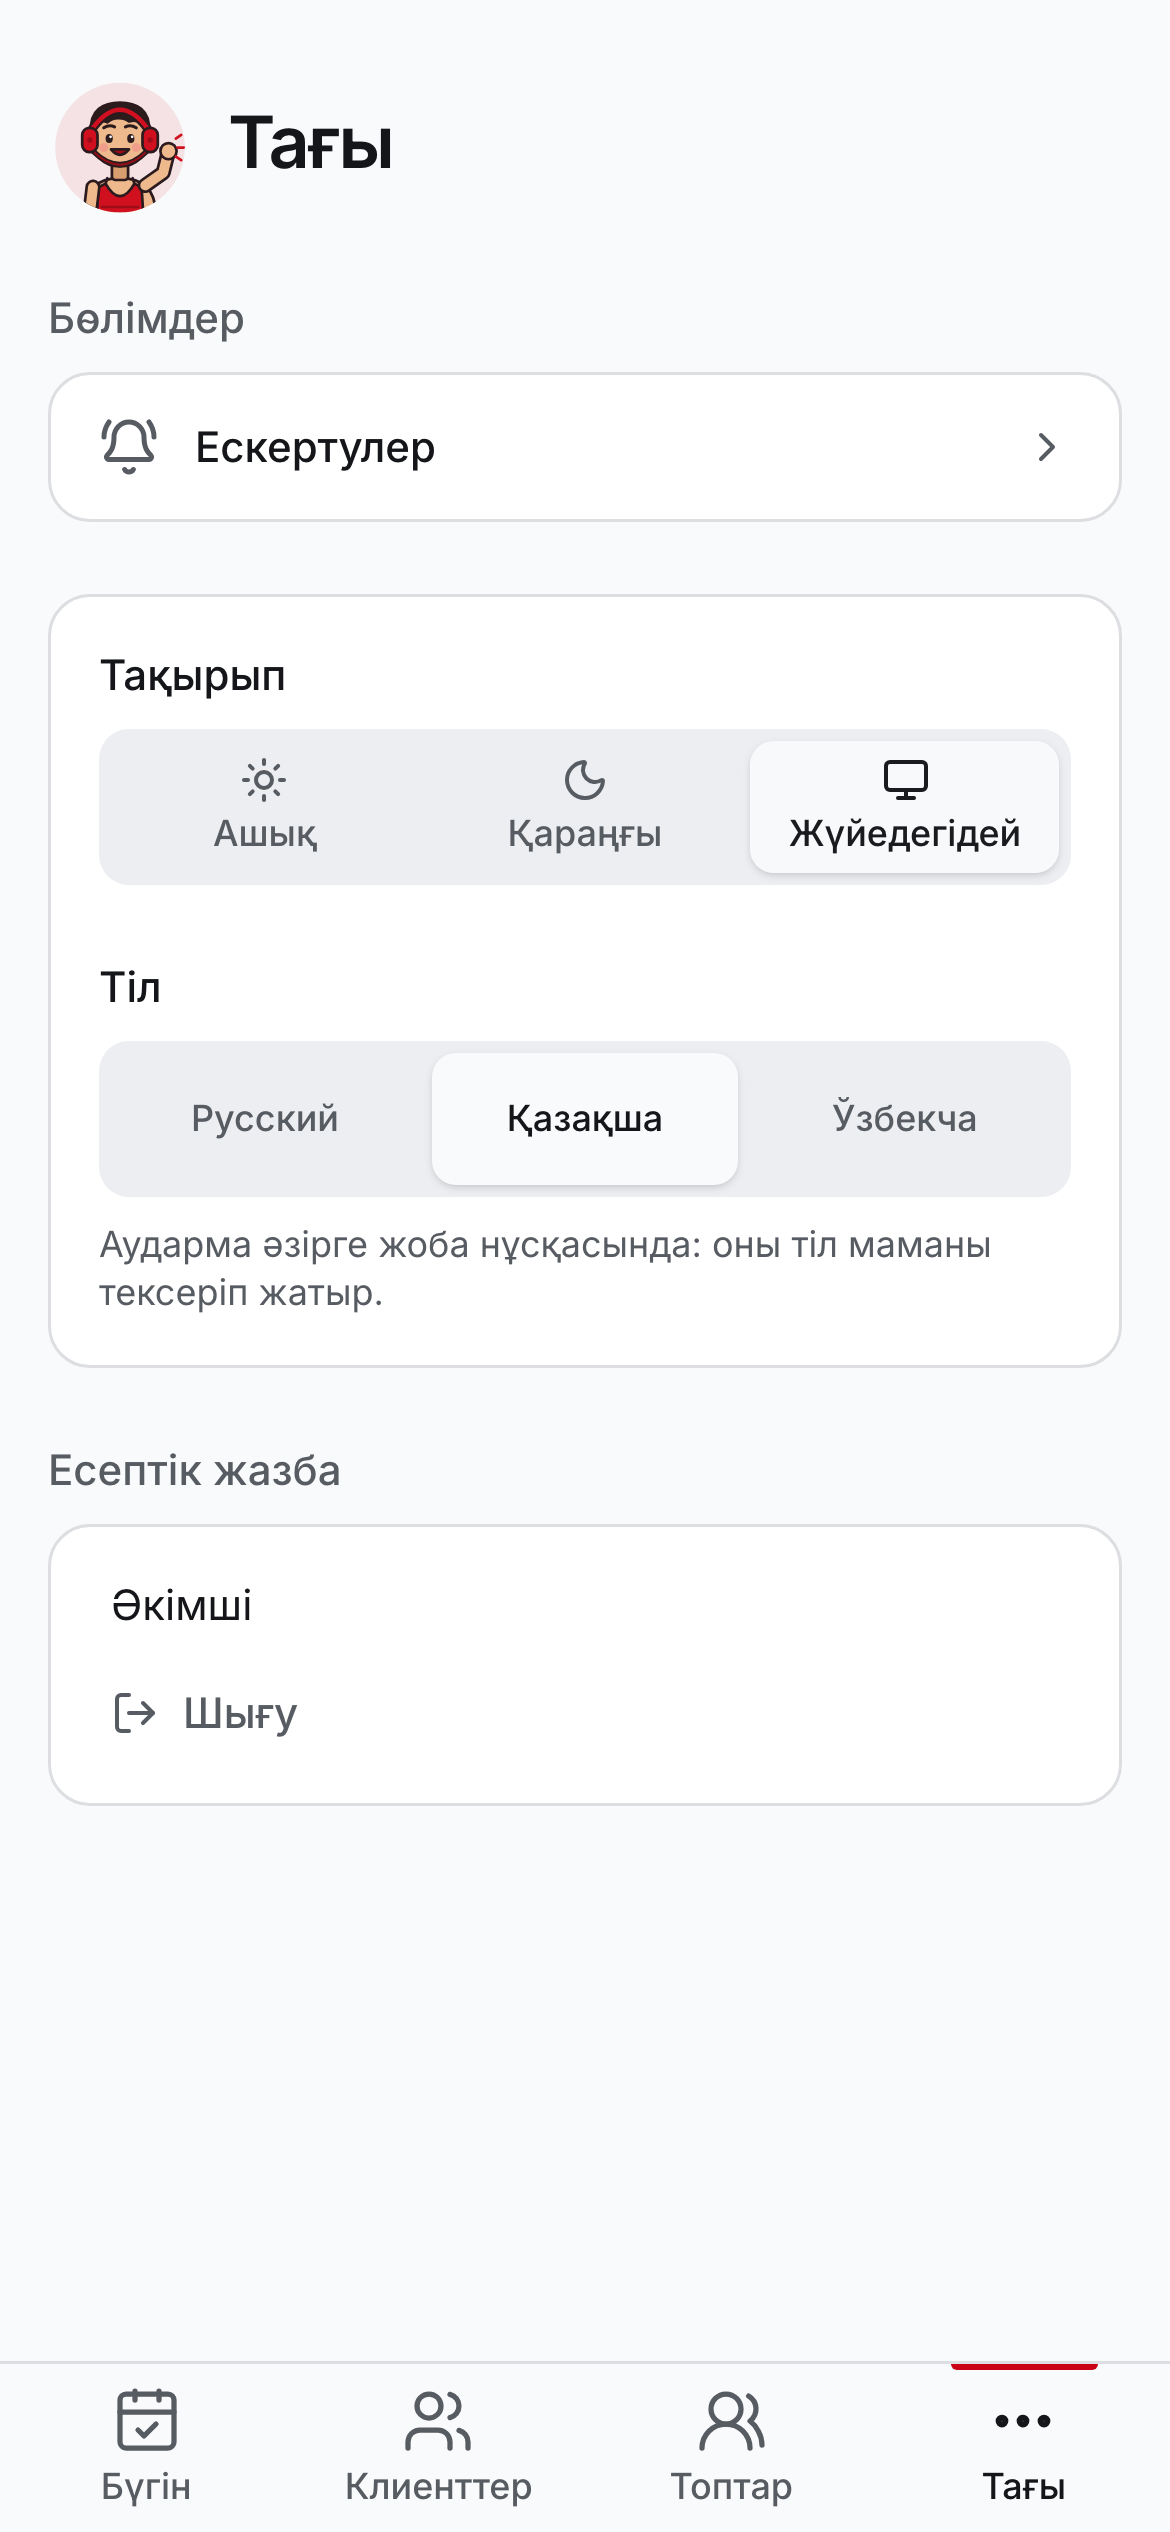 Тағы
Бөлімдер
Ескертулер
Тақырып
Ашық
Қараңғы
Жүйедегідей
Тіл
Русский
Қазақша
Ўзбекча
Аударма әзірге жоба нұсқасында: оны тіл маманы
тексеріп жатыр.
Есептік жазба
Әкімші
Шығу
Бүгін
Клиенттер
Топтар
Тағы